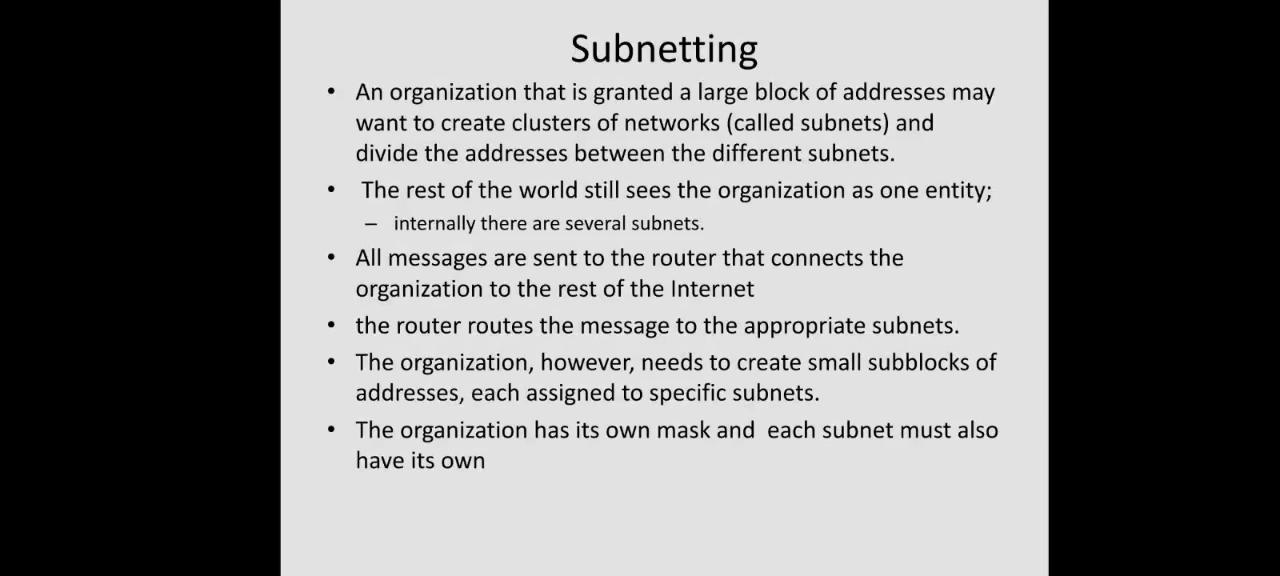 Subnetting
• An organization that is granted a large block of addresses may
want to create clusters of networks (called subnets) and
divide the addresses between the different subnets.
• The rest of the world still sees the organization as one entity;
– internally there are several subnets.
• All messages are sent to the router that connects the
organization to the rest of the Internet
• the router routes the message to the appropriate subnets.
• The organization, however, needs to create small subblocks of
addresses, each assigned to specific subnets.
• The organization has its own mask and each subnet must also
have its own